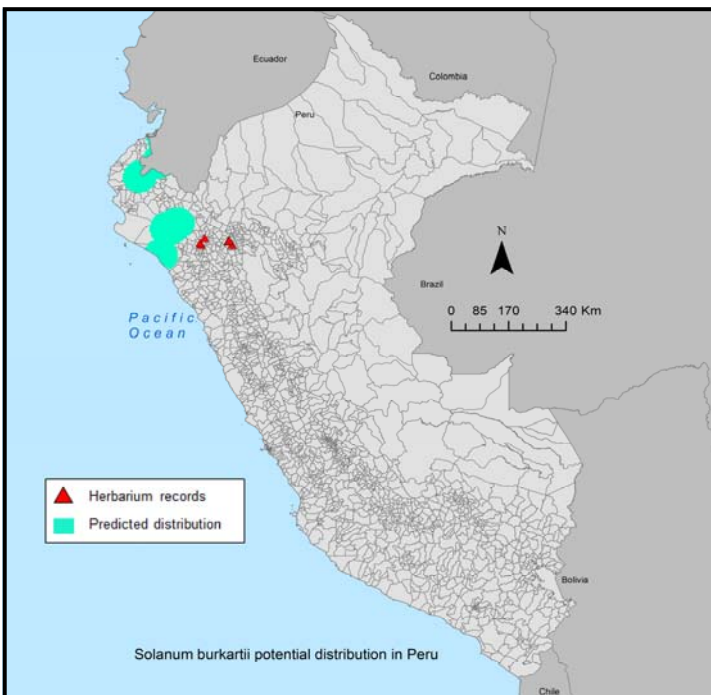 Ecuador
Colombia
Peru
N
Brazil
0 85 170 340 Km
Pacific
Ocean
Herbarium records
Predicted distribution
Bolivia
Solanum burkartii potential distribution in Peru
Chile